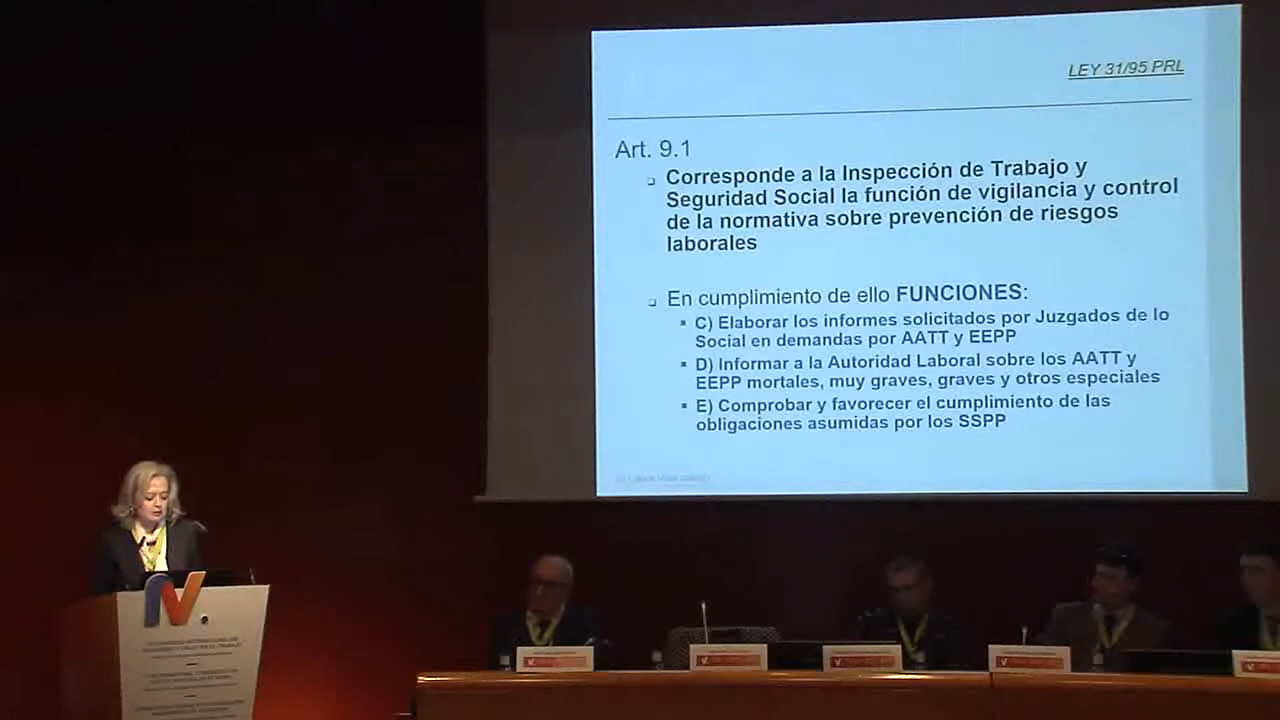 LEY 31/95 PRL
Art. 9.1
Corresponde a la Inspección de Trabajo y
Seguridad Social la función de vigilancia y control
de la normativa sobre prevención de riesgos
laborales
En cumplimiento de ello FUNCIONES:
C) Elaborar los informes solicitados por Juzgados de lo
Social en demandas por AATT y EEPP
D) Informar a la Autoridad Laboral sobre los AATT y
EEPP mortales, muy graves, graves y otros especiales
E) Comprobar y favorecer el cumplimiento de las
obligaciones asumidas por los SSPP